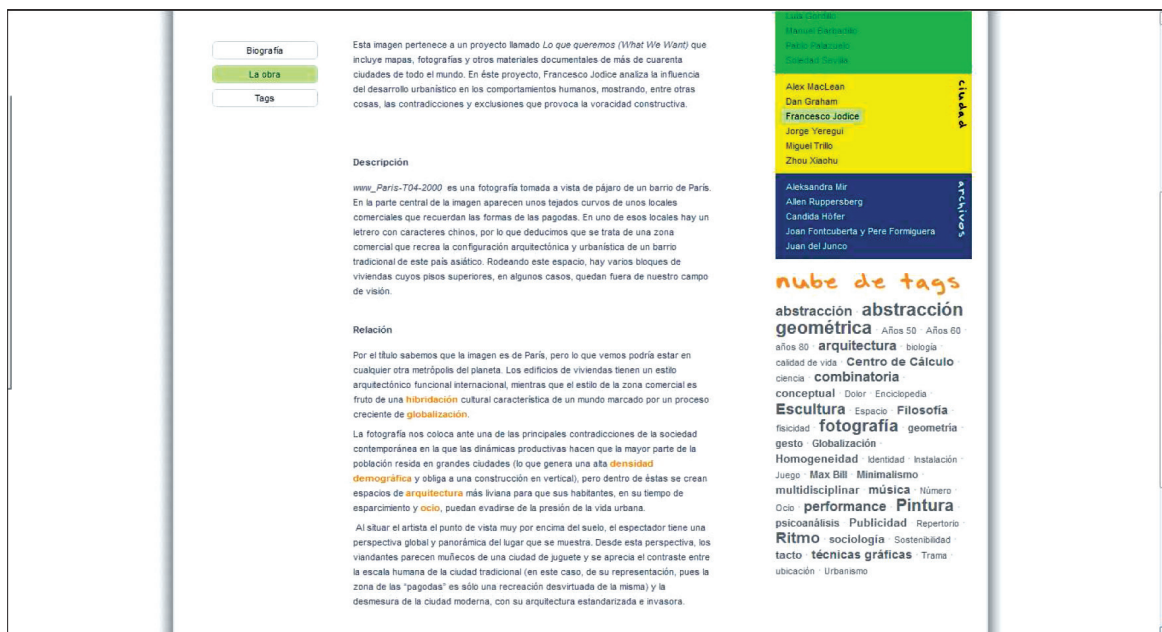 Biografía
La obra
Tags
Esta imagen pertenece a un proyecto llamado Lo que queremos (What We Want) que
incluye mapas, fotografías y otros materiales documentales de más de cuarenta
ciudades de todo el mundo. En éste proyecto, Francesco Jodice analiza la influencia
del desarrollo urbanístico en los comportamientos humanos, mostrando, entre otras
cosas, las contradicciones y exclusiones que provoca la voracidad constructiva.
Descripción
www_Paris-T04-2000 es una fotografía tomada a vista de pájaro de un barrio de París.
En la parte central de la imagen aparecen unos tejados curvos de unos locales
comerciales que recuerdan las formas de las pagodas. En uno de esos locales hay un
letrero con caracteres chinos, por lo que deducimos que se trata de una zona
comercial que recrea la configuración arquitectónica y urbanística de un barrio
tradicional de este país asiático. Rodeando este espacio, hay varios bloques de
viviendas cuyos pisos superiores, en algunos casos, quedan fuera de nuestro campo
de visión.
Relación
Por el título sabemos que la imagen es de París, pero lo que vemos podría estar en
cualquier otra metrópolis del planeta. Los edificios de viviendas tienen un estilo
arquitectónico funcional internacional, mientras que el estilo de la zona comercial es
fruto de una hibridación cultural característica de un mundo marcado por un proceso
creciente de globalización.
La fotografía nos coloca ante una de las principales contradicciones de la sociedad
contemporánea en la que las dinámicas productivas hacen que la mayor parte de la
población resida en grandes ciudades (lo que genera una alta densidad
demográfica y obliga a una construcción en vertical), pero dentro de éstas se crean
espacios de arquitectura más liviana para que sus habitantes, en su tiempo de
esparcimiento y ocio, puedan evadirse de la presión de la vida urbana.
Al situar el artista el punto de vista muy por encima del suelo, el espectador tiene una
perspectiva global y panorámica del lugar que se muestra. Desde esta perspectiva, los
viandantes parecen muñecos de una ciudad de juguete y se aprecia el contraste entre
la escala humana de la ciudad tradicional (en este caso, de su representación, pues la
zona de las "pagodas" es sólo una recreación desvirtuada de la misma) y la
desmesura de la ciudad moderna, con su arquitectura estandarizada e invasora.
Manuel Barbadillo
Pablo Palazuelo
Soledad Sevilla
Alex MacLean
Dan Graham
Francesco Jodice
Jorge Yeregui
Miguel Trillo
Zhou Xiaohu
ciudad
Aleksandra Mir
Allen Ruppersberg
Candida Höfer
Joan Fontcuberta y Pere Formiguera
Juan del Junco
archivos
nube de tags
abstracción · abstracción
geométrica · Años 50 · Años 60 ·
años 80 · arquitectura · biología ·
calidad de vida · Centro de Cálculo ·
ciencia · combinatoria ·
conceptual · Dolor · Enciclopedia ·
Escultura · Espacio · Filosofía ·
fisicidad · fotografía · geometría ·
gesto · Globalización ·
Homogeneidad · Identidad · Instalación ·
Juego · Max Bill · Minimalismo ·
multidisciplinar · música · Número ·
Ocio · performance · Pintura ·
psicoanálisis · Publicidad · Repertorio ·
Ritmo · sociología · Sostenibilidad ·
tacto · técnicas gráficas · Trama ·
ubicación · Urbanismo